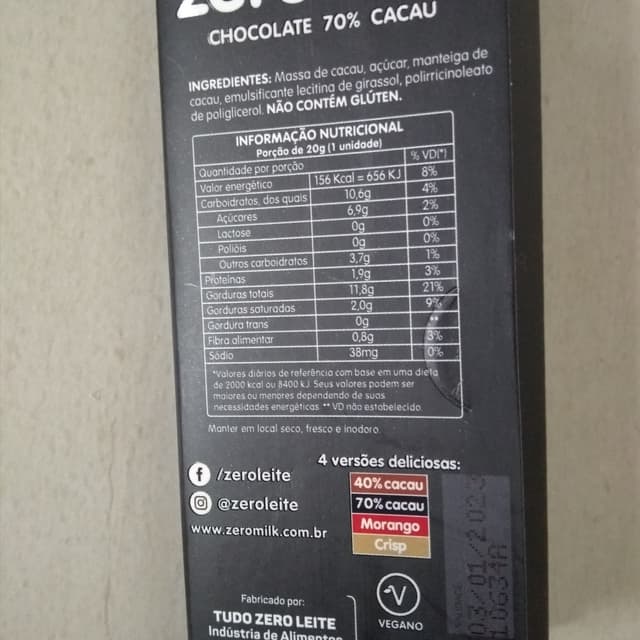 CHOCOLATE 70% CACAU
INGREDIENTES: Massa de cacau, açúcar, manteiga de
cacau, emulsificante lecitina de girassol, polirricinoleato
de poliglicerol. NÃO CONTÉM GLÚTEN.
INFORMAÇÃO NUTRICIONAL
Porção de 20g (1 unidade)
Quantidade por porção % VD(*)
Valor energético 156 Kcal = 656 KJ 8%
Carboidratos, dos quais 10,6g 4%
Açúcares 6,9g 2%
Lactose 0g 0%
Polióis 0g 0%
Outros carboidratos 3,7g 1%
Proteínas 1,9g 3%
Gorduras totais 11,8g 21%
Gorduras saturadas 2,0g 9%
Gordura trans 0g **
Fibra alimentar 0,8g 3%
Sódio 38mg 0%
*Valores diários de referência com base em uma dieta
de 2000 kcal ou 8400 kJ. Seus valores podem ser
maiores ou menores dependendo de suas
necessidades energéticas. ** VD não estabelecido.
Manter em local seco, fresco e inodoro.
4 versões deliciosas:
f /zeroleite
@zeroleite
www.zeromilk.com.br
40% cacau
70% cacau
Morango
Crisp
03/01/2023
Fabricado por:
TUDO ZERO LEITE
Indústria de Alimentos
V
VEGANO